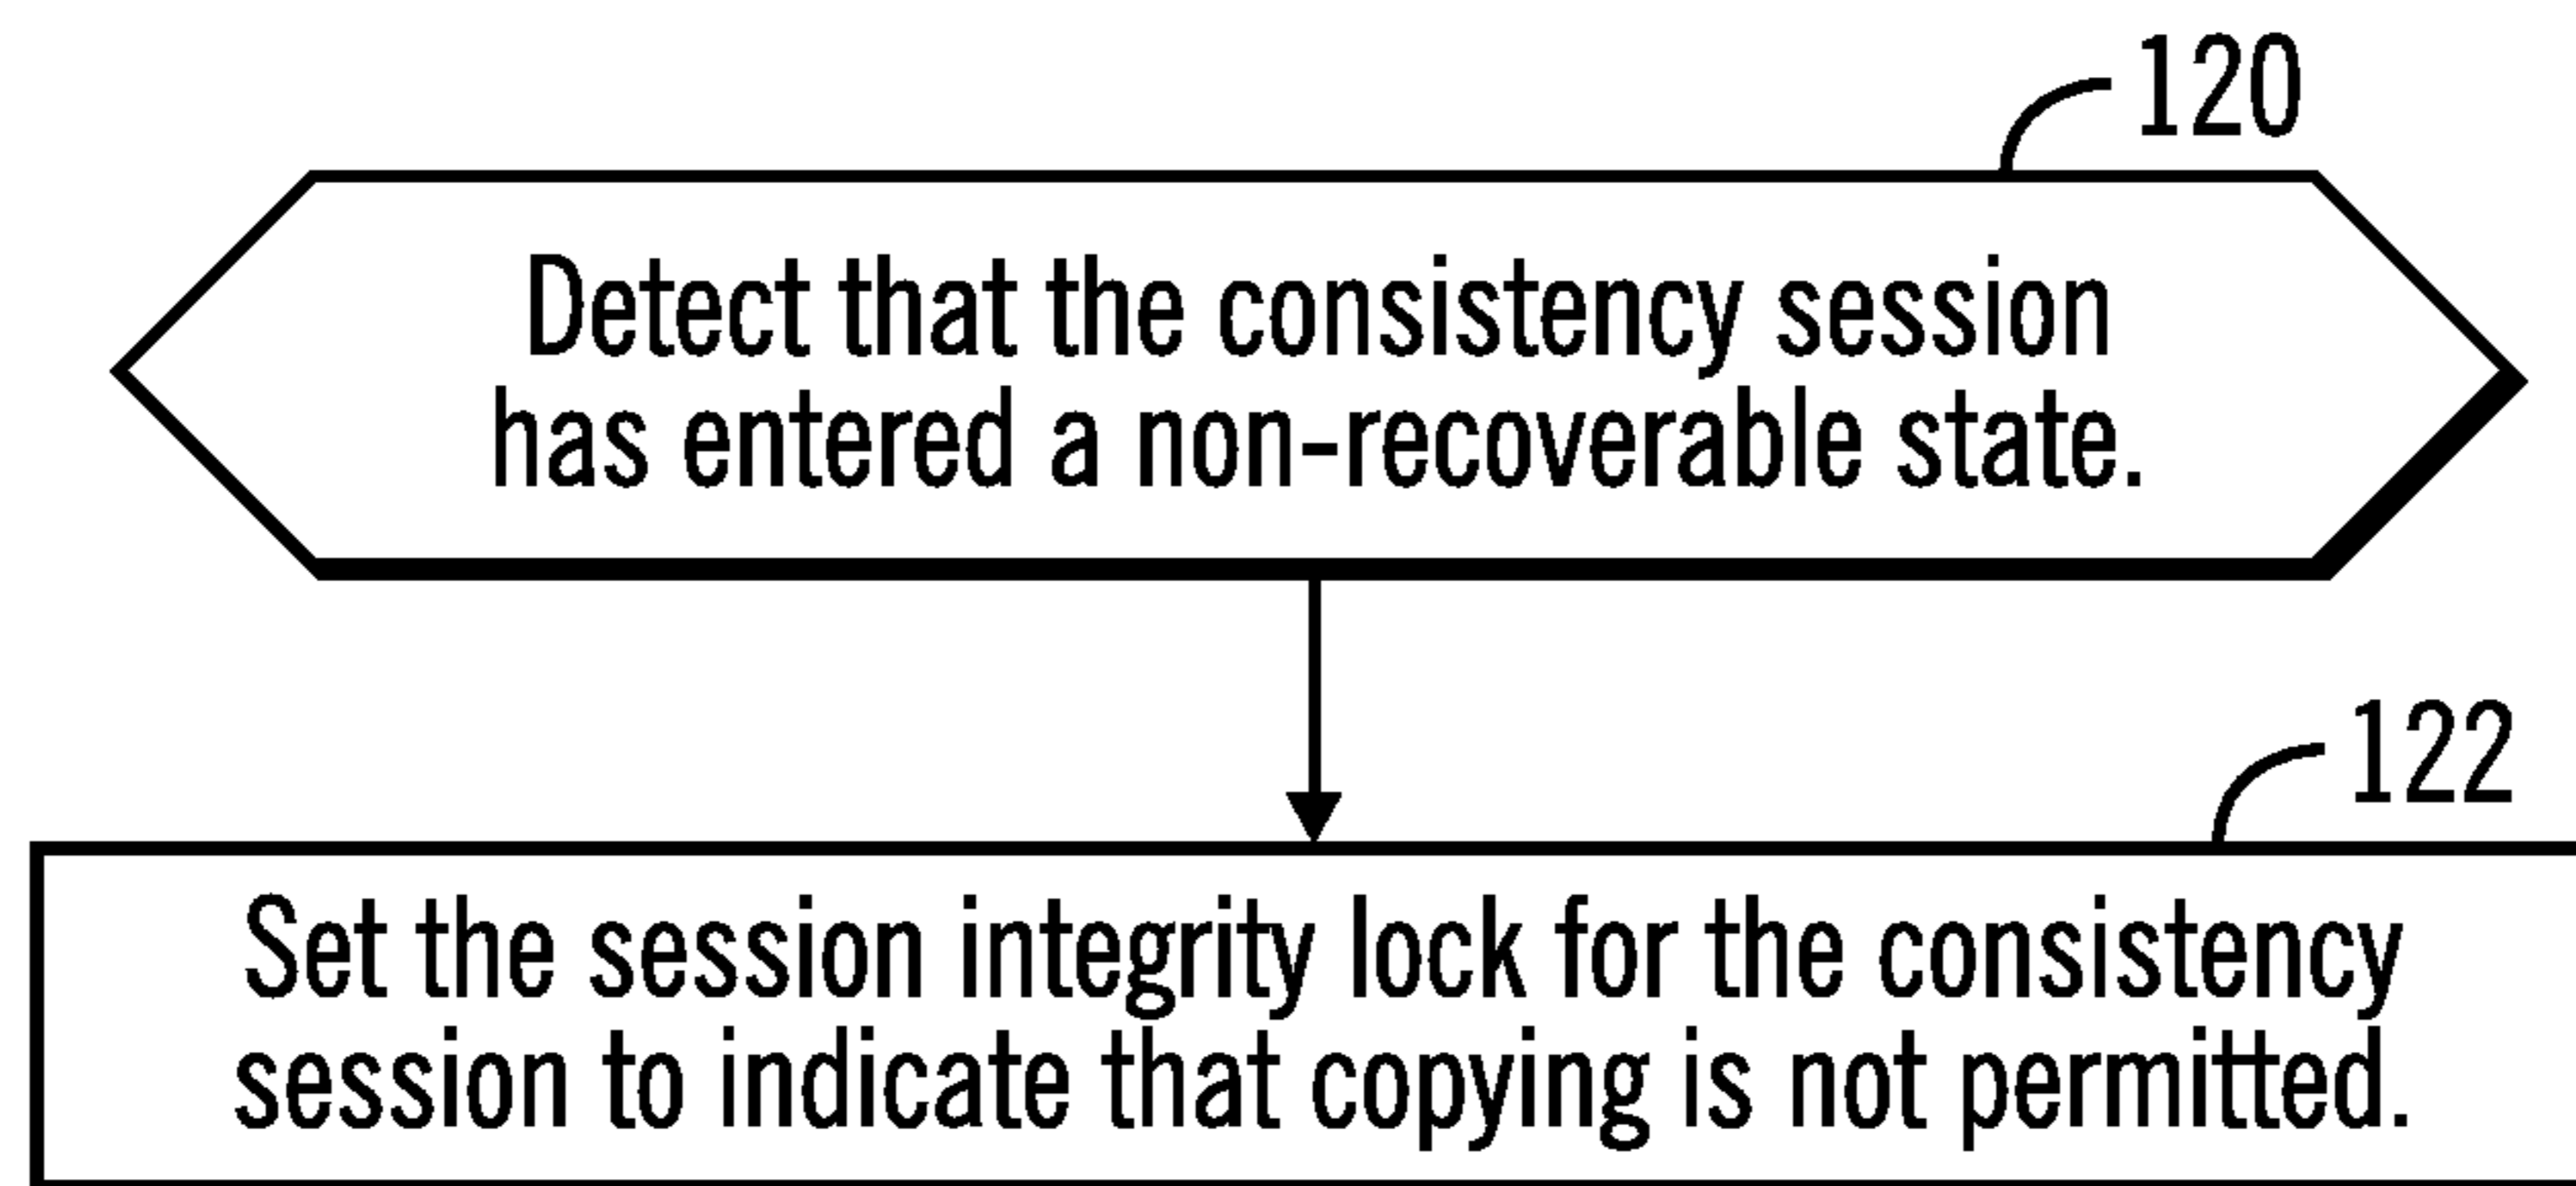 120
Detect that the consistency session
has entered a non-recoverable state.
122
Set the session integrity lock for the consistency
session to indicate that copying is not permitted.